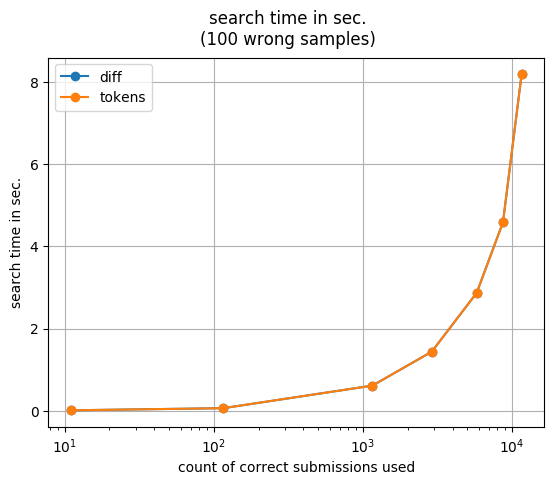 search time in sec.
(100 wrong samples)
diff
tokens
8
6
4
2
0
search time in sec.
10¹
10²
10³
10⁴
count of correct submissions used